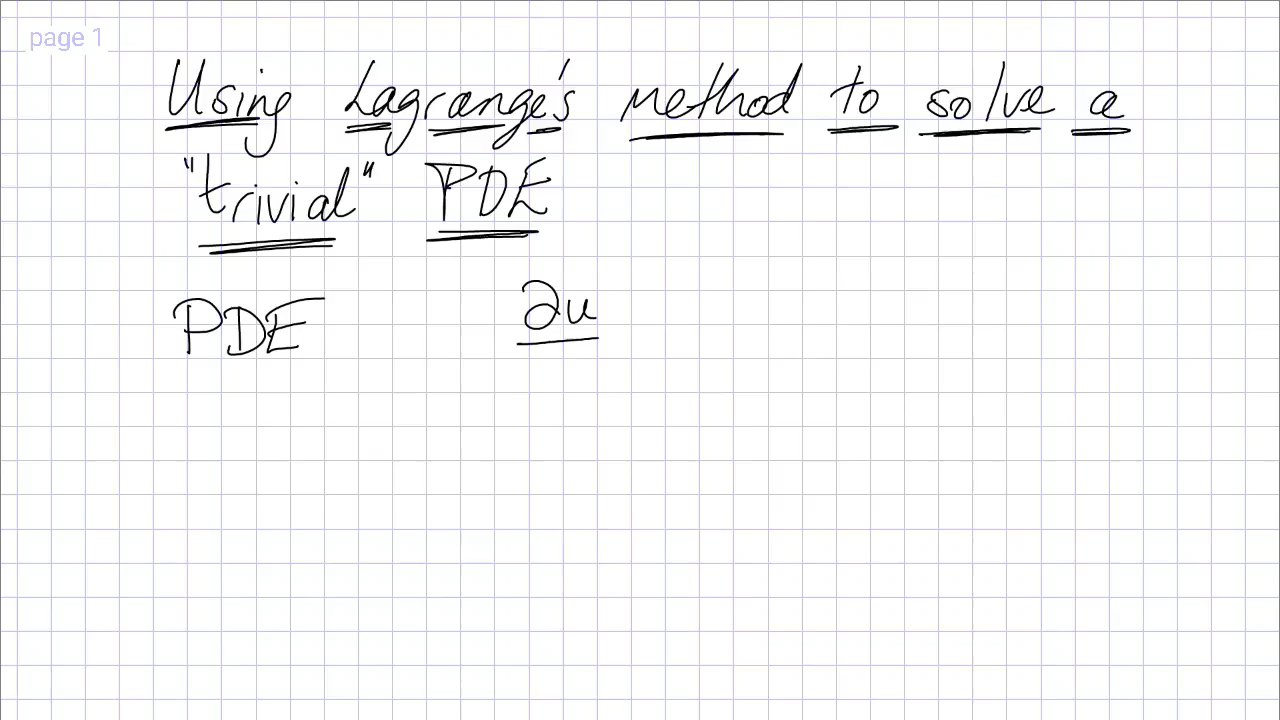 page 1
Using Lagrange's method to solve a
"trivial" PDE
PDE ∂u